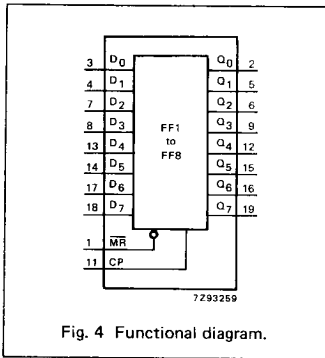 3 D0 Q0 2
4 D1 Q1 5
7 D2 Q2 6
8 D3 Q3 9
13 D4 Q4 12
14 D5 Q5 15
17 D6 Q6 16
18 D7 Q7 19
FF1
to
FF8
1 M̅R̅
11 CP
7Z93259
Fig. 4 Functional diagram.